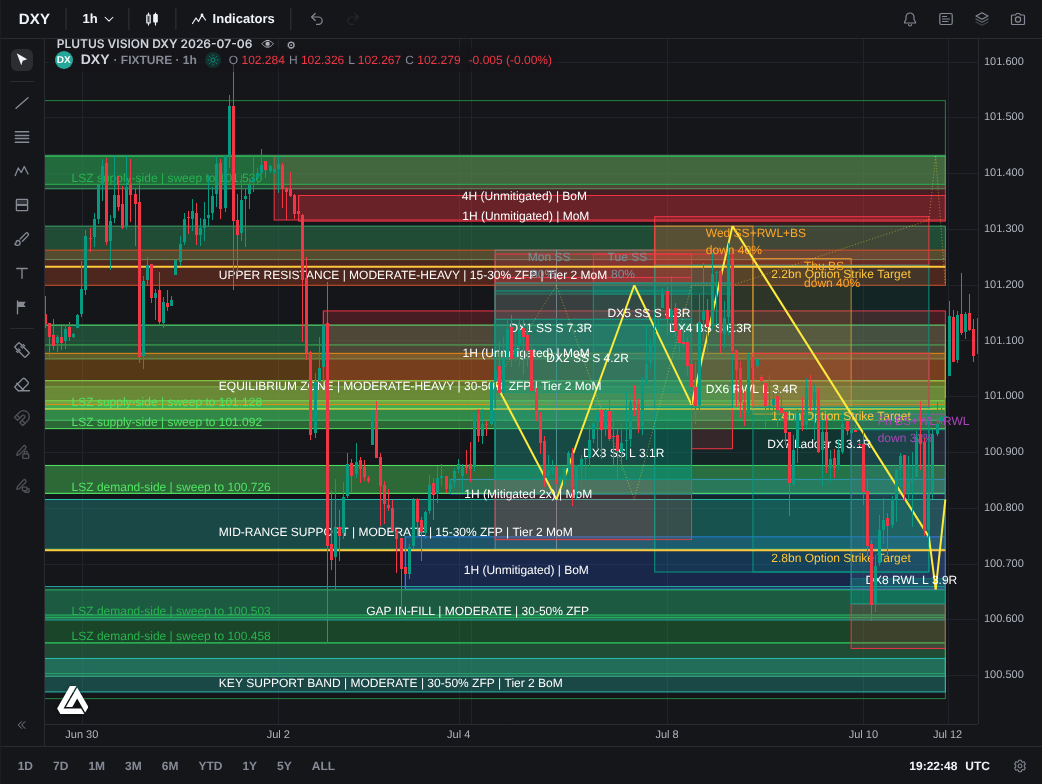 DXY
1h
Indicators
PLUTUS VISION DXY 2026-07-06
DX DXY · FIXTURE · 1h O 102.284 H 102.326 L 102.267 C 102.279 -0.005 (-0.00%)
101.600
101.500
101.400
101.300
101.200
101.100
101.000
100.900
100.800
100.700
100.600
100.500
LSZ supply-side | sweep to 101.530
4H (Unmitigated) | BoM
1H (Unmitigated) | MoM
Wed SS+RWL+BS
down 40%
Mon SS
Tue SS
80%
Thu BS
down 40%
UPPER RESISTANCE | MODERATE-HEAVY | 15-30% ZFP | Tier 2 MoM
2.2bn Option Strike Target
DX5 SS S 4.3R
DX1 SS S 7.3R
DX4 BS S 6.3R
1H (Unmitigated) | MoM
DX2 SS S 4.2R
EQUILIBRIUM ZONE | MODERATE-HEAVY | 30-50% ZFP | Tier 2 MoM
DX6 RWL L 3.4R
LSZ supply-side | sweep to 101.128
1.4bn Option Strike Target
LSZ supply-side | sweep to 101.092
down 37%
DX7 Ladder S 3.1R
DX3 SS L 3.1R
LSZ demand-side | sweep to 100.726
1H (Mitigated 2x) | MoM
MID-RANGE SUPPORT | MODERATE | 15-30% ZFP | Tier 2 MoM
2.8bn Option Strike Target
1H (Unmitigated) | BoM
DX8 RWL L 3.9R
LSZ demand-side | sweep to 100.503
GAP IN-FILL | MODERATE | 30-50% ZFP
LSZ demand-side | sweep to 100.458
KEY SUPPORT BAND | MODERATE | 30-50% ZFP | Tier 2 BoM
Jun 30
Jul 2
Jul 4
Jul 8
Jul 10
Jul 12
1D 7D 1M 3M 6M YTD 1Y 5Y ALL
19:22:48 UTC